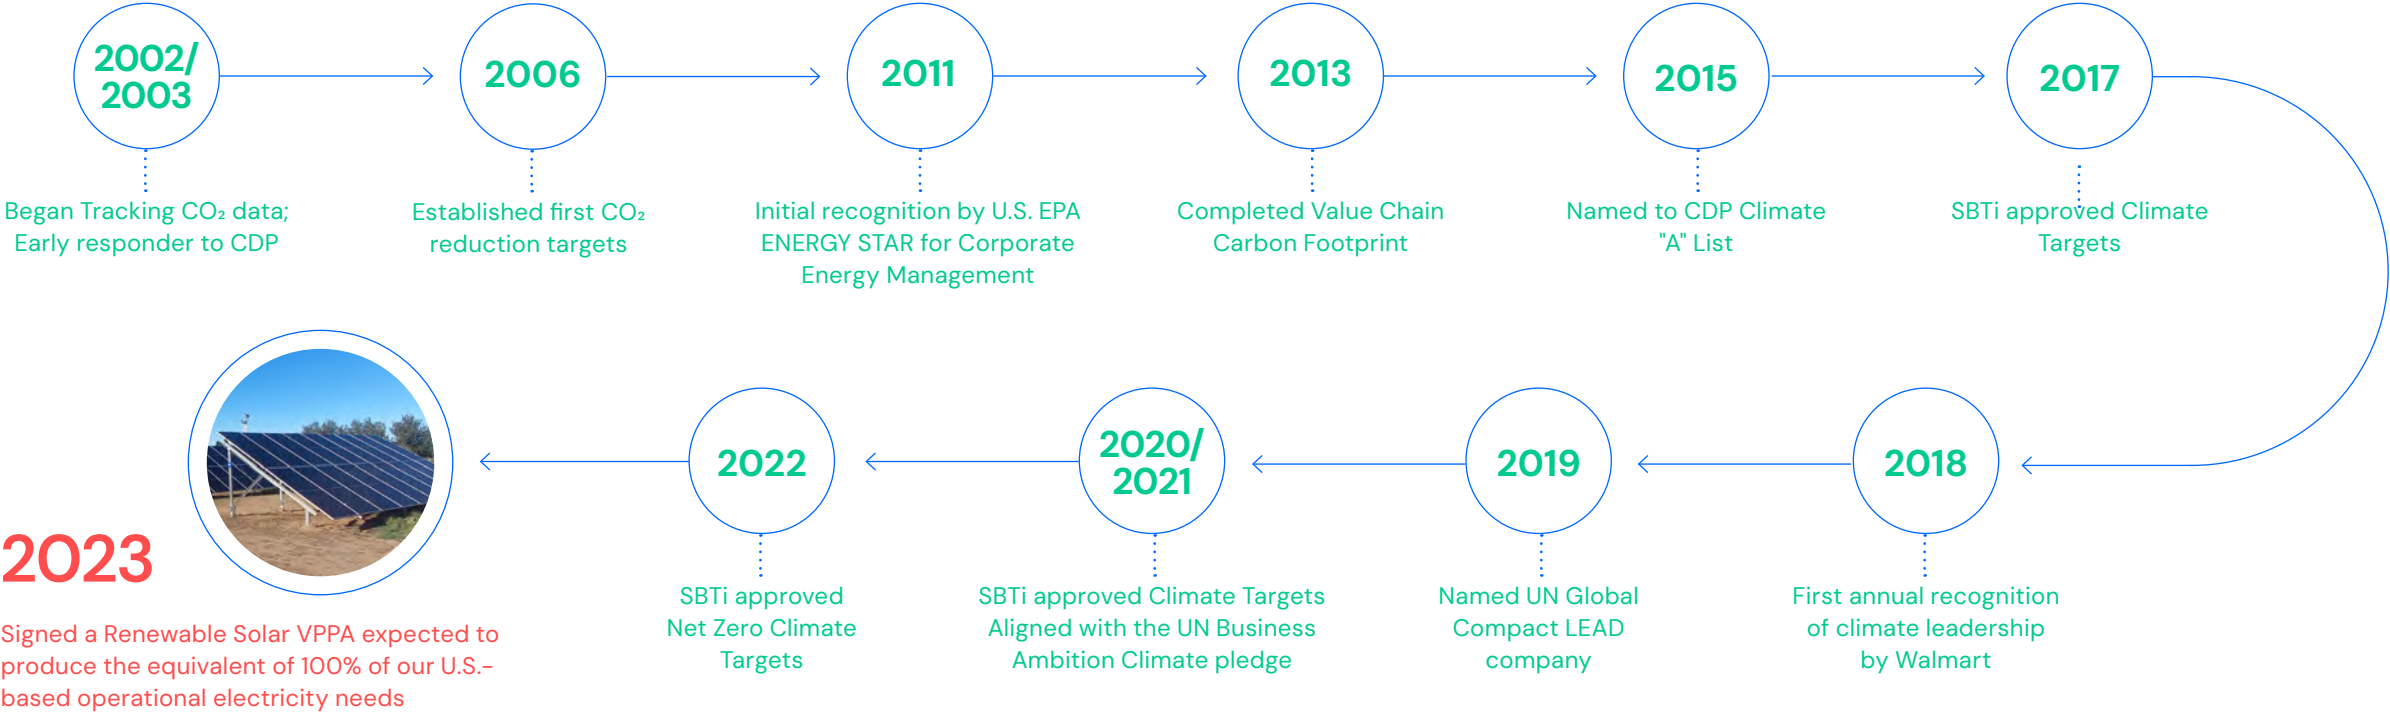 2002/
2003
Began Tracking CO₂ data;
Early responder to CDP
2006
Established first CO₂
reduction targets
2011
Initial recognition by U.S. EPA
ENERGY STAR for Corporate
Energy Management
2013
Completed Value Chain
Carbon Footprint
2015
Named to CDP Climate
"A" List
2017
SBTi approved Climate
Targets
2018
First annual recognition
of climate leadership
by Walmart
2019
Named UN Global
Compact LEAD
company
2020/
2021
SBTi approved Climate Targets
Aligned with the UN Business
Ambition Climate pledge
2022
SBTi approved
Net Zero Climate
Targets
2023
Signed a Renewable Solar VPPA expected to
produce the equivalent of 100% of our U.S.-
based operational electricity needs